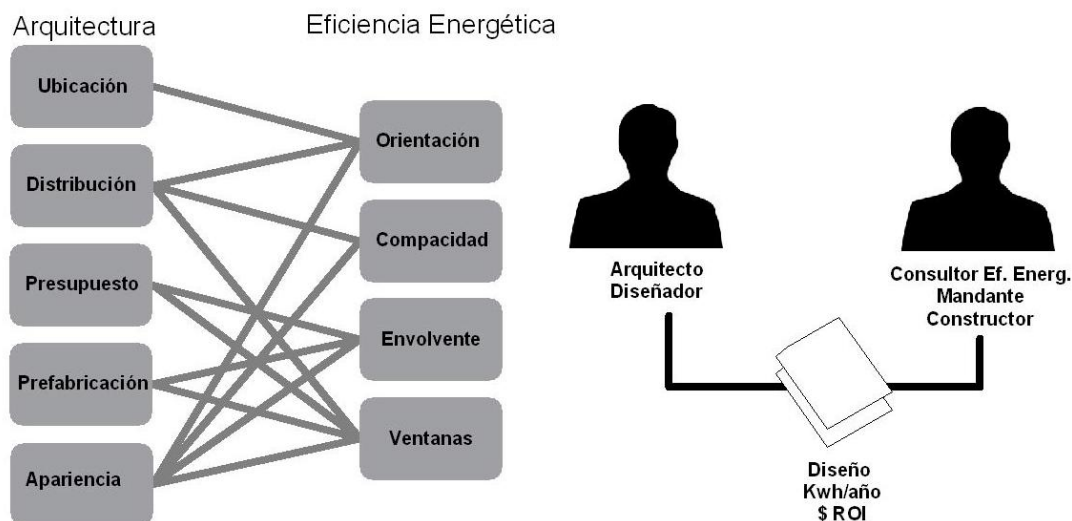 Arquitectura
Eficiencia Energética
Ubicación
Distribución
Presupuesto
Prefabricación
Apariencia
Orientación
Compacidad
Envolvente
Ventanas
Arquitecto
Diseñador
Consultor Ef. Energ.
Mandante
Constructor
Diseño
Kwh/año
$ ROI